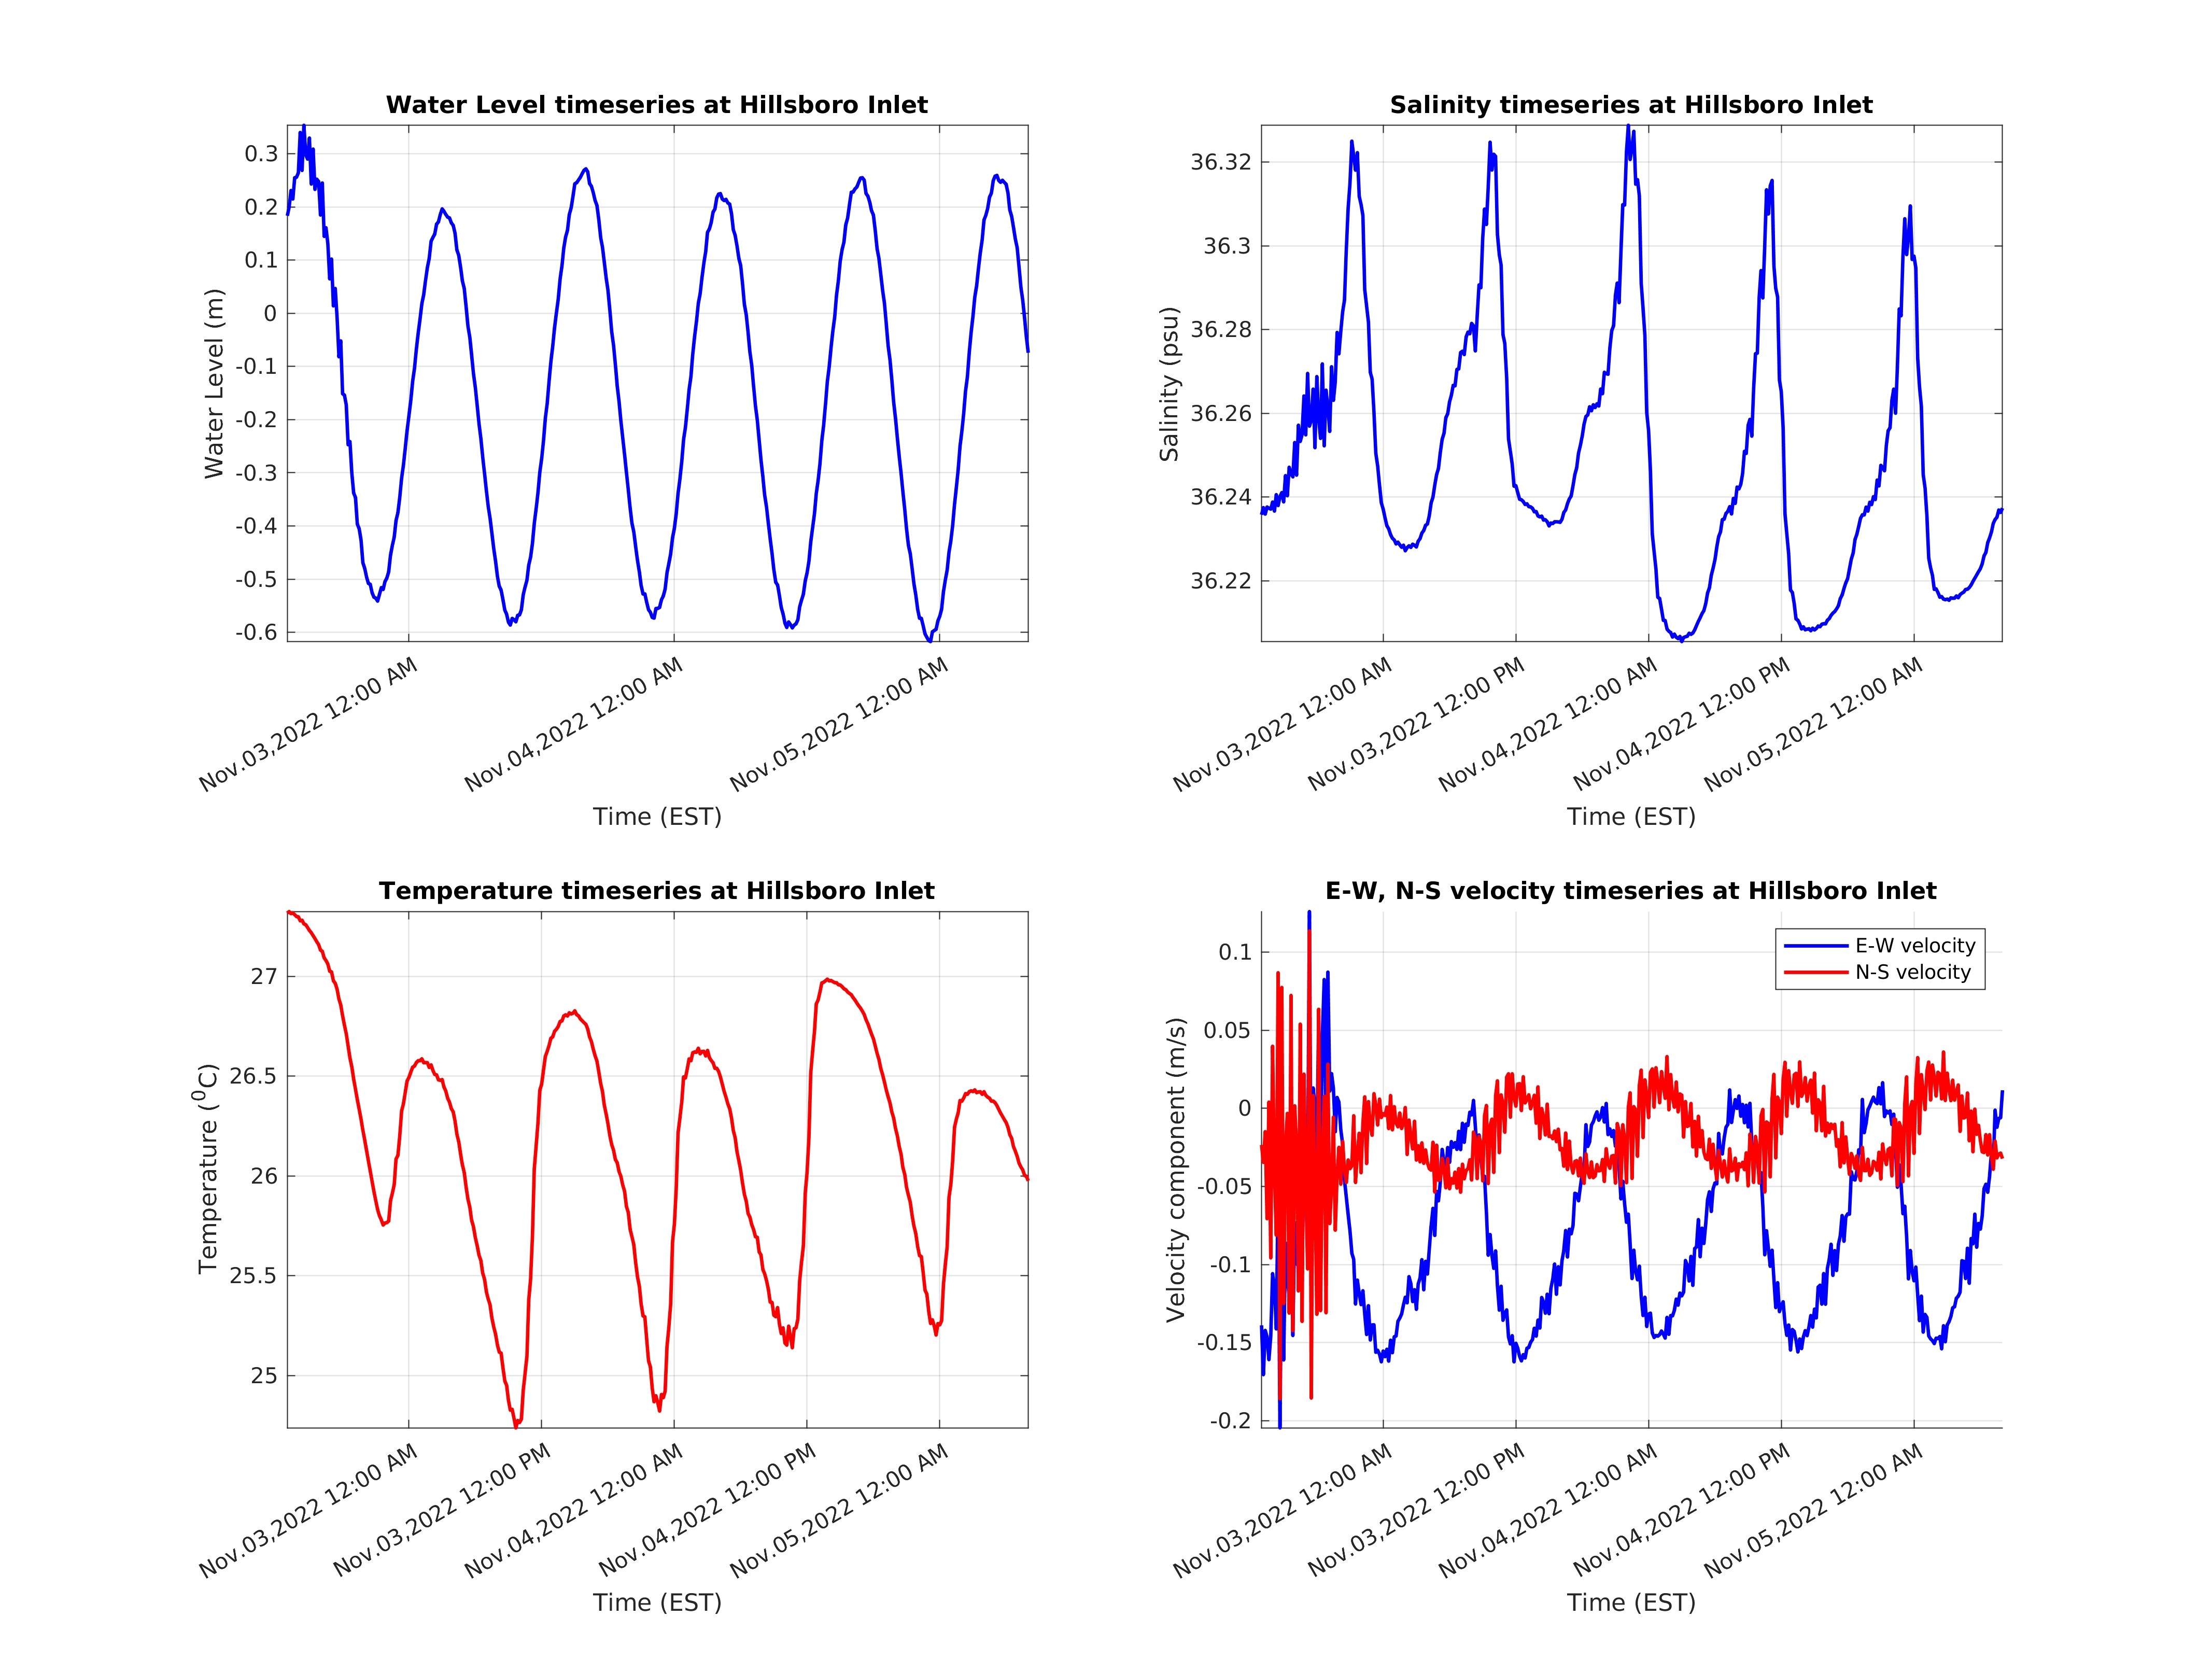 Water Level timeseries at Hillsboro Inlet
0.3
0.2
0.1
0
-0.1
-0.2
-0.3
-0.4
-0.5
-0.6
Water Level (m)
Nov.03,2022 12:00 AM
Nov.04,2022 12:00 AM
Nov.05,2022 12:00 AM
Time (EST)
Salinity timeseries at Hillsboro Inlet
36.32
36.3
36.28
36.26
36.24
36.22
Salinity (psu)
Nov.03,2022 12:00 AM
Nov.03,2022 12:00 PM
Nov.04,2022 12:00 AM
Nov.04,2022 12:00 PM
Nov.05,2022 12:00 AM
Time (EST)
Temperature timeseries at Hillsboro Inlet
27
26.5
26
25.5
25
Temperature (⁰C)
Nov.03,2022 12:00 AM
Nov.03,2022 12:00 PM
Nov.04,2022 12:00 AM
Nov.04,2022 12:00 PM
Nov.05,2022 12:00 AM
Time (EST)
E-W, N-S velocity timeseries at Hillsboro Inlet
E-W velocity
N-S velocity
0.1
0.05
0
-0.05
-0.1
-0.15
-0.2
Velocity component (m/s)
Nov.03,2022 12:00 AM
Nov.03,2022 12:00 PM
Nov.04,2022 12:00 AM
Nov.04,2022 12:00 PM
Nov.05,2022 12:00 AM
Time (EST)